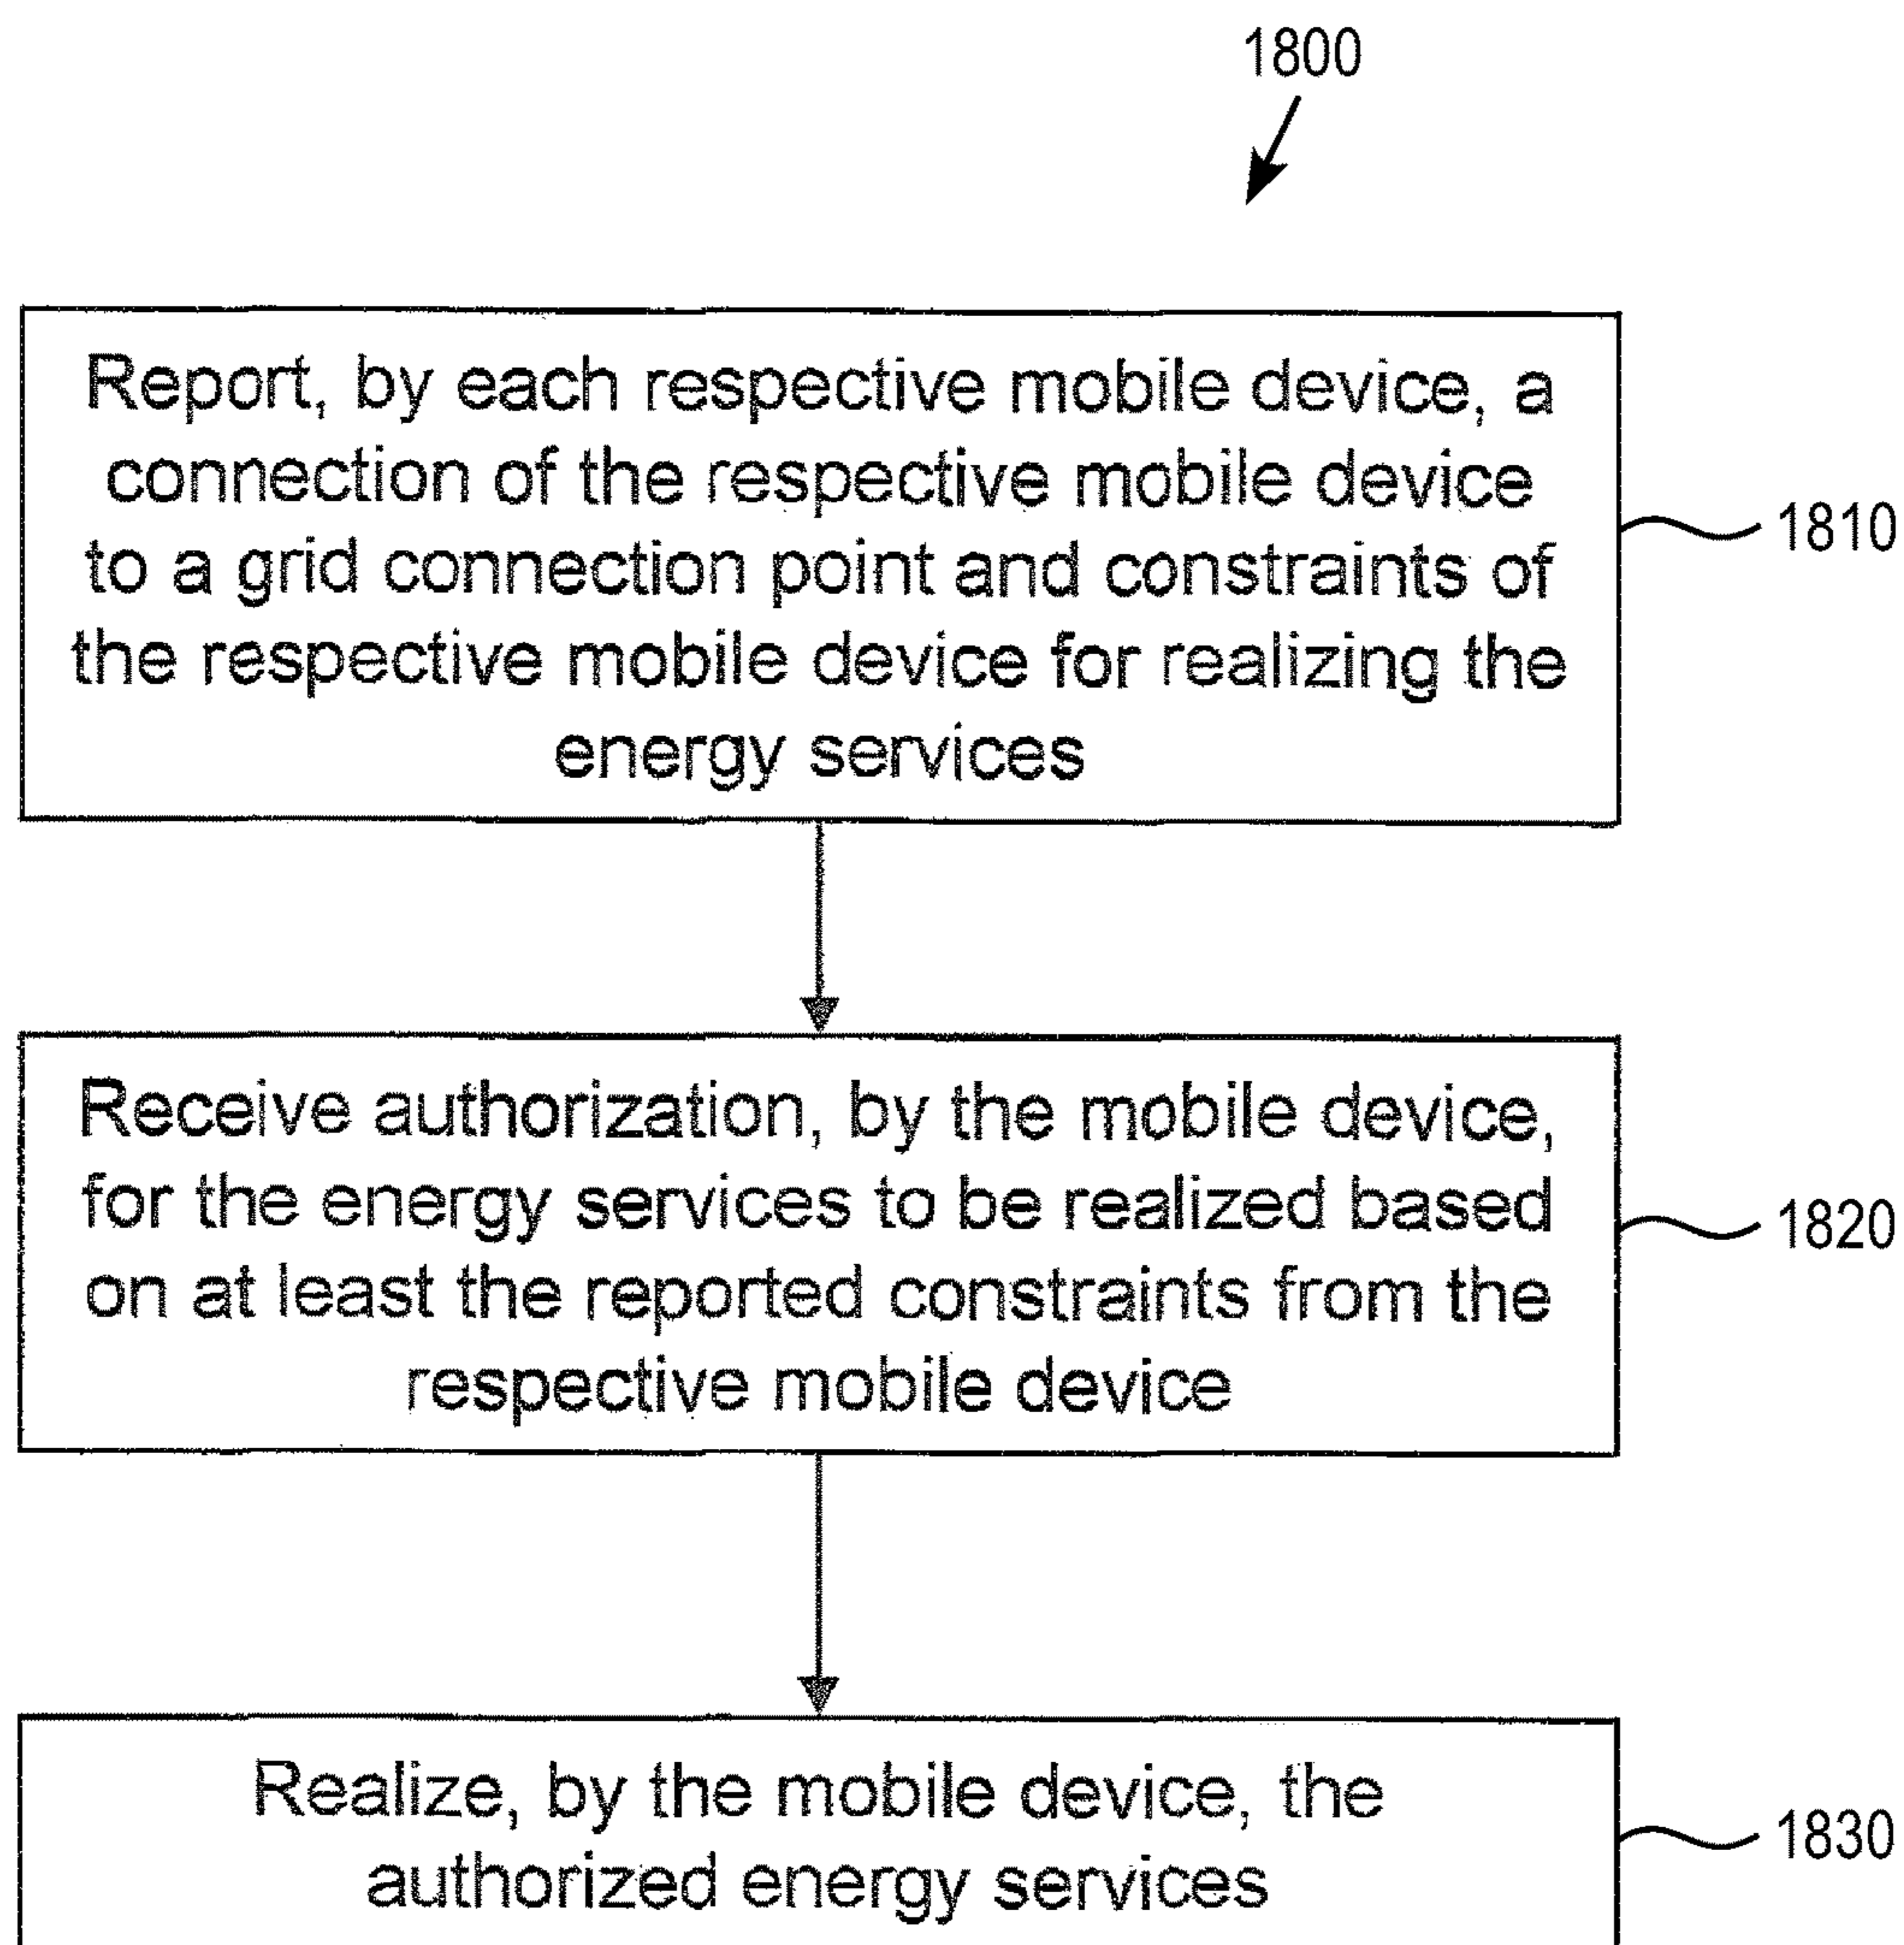 1800
Report, by each respective mobile device, a
connection of the respective mobile device
to a grid connection point and constraints of
the respective mobile device for realizing the
energy services
1810
Receive authorization, by the mobile device,
for the energy services to be realized based
on at least the reported constraints from the
respective mobile device
1820
Realize, by the mobile device, the
authorized energy services
1830